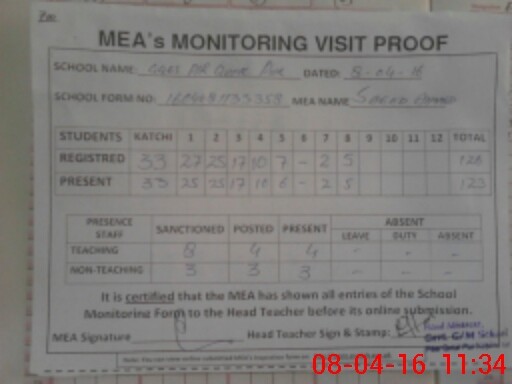 MEA's MONITORING VISIT PROOF
SCHOOL NAME: DATED: 8-04-16
SCHOOL FORM NO: MEA NAME
STUDENTS KATCHI 1 2 3 4 5 6 7 8 9 10 11 12 TOTAL
REGISTRED 33 27 25 17 10 7 - 2 5 126
PRESENT 33 25 25 17 10 6 - 2 5 123
PRESENCE STAFF SANCTIONED POSTED PRESENT ABSENT
LEAVE DUTY ABSENT
TEACHING 8 4 4 - - -
NON-TEACHING 3 3 3 - - -
It is certified that the MEA has shown all entries of the School
Monitoring Form to the Head Teacher before its online submission.
MEA Signature Head Teacher Sign & Stamp:
Head
Govt. G/M School
08-04-16 11:34